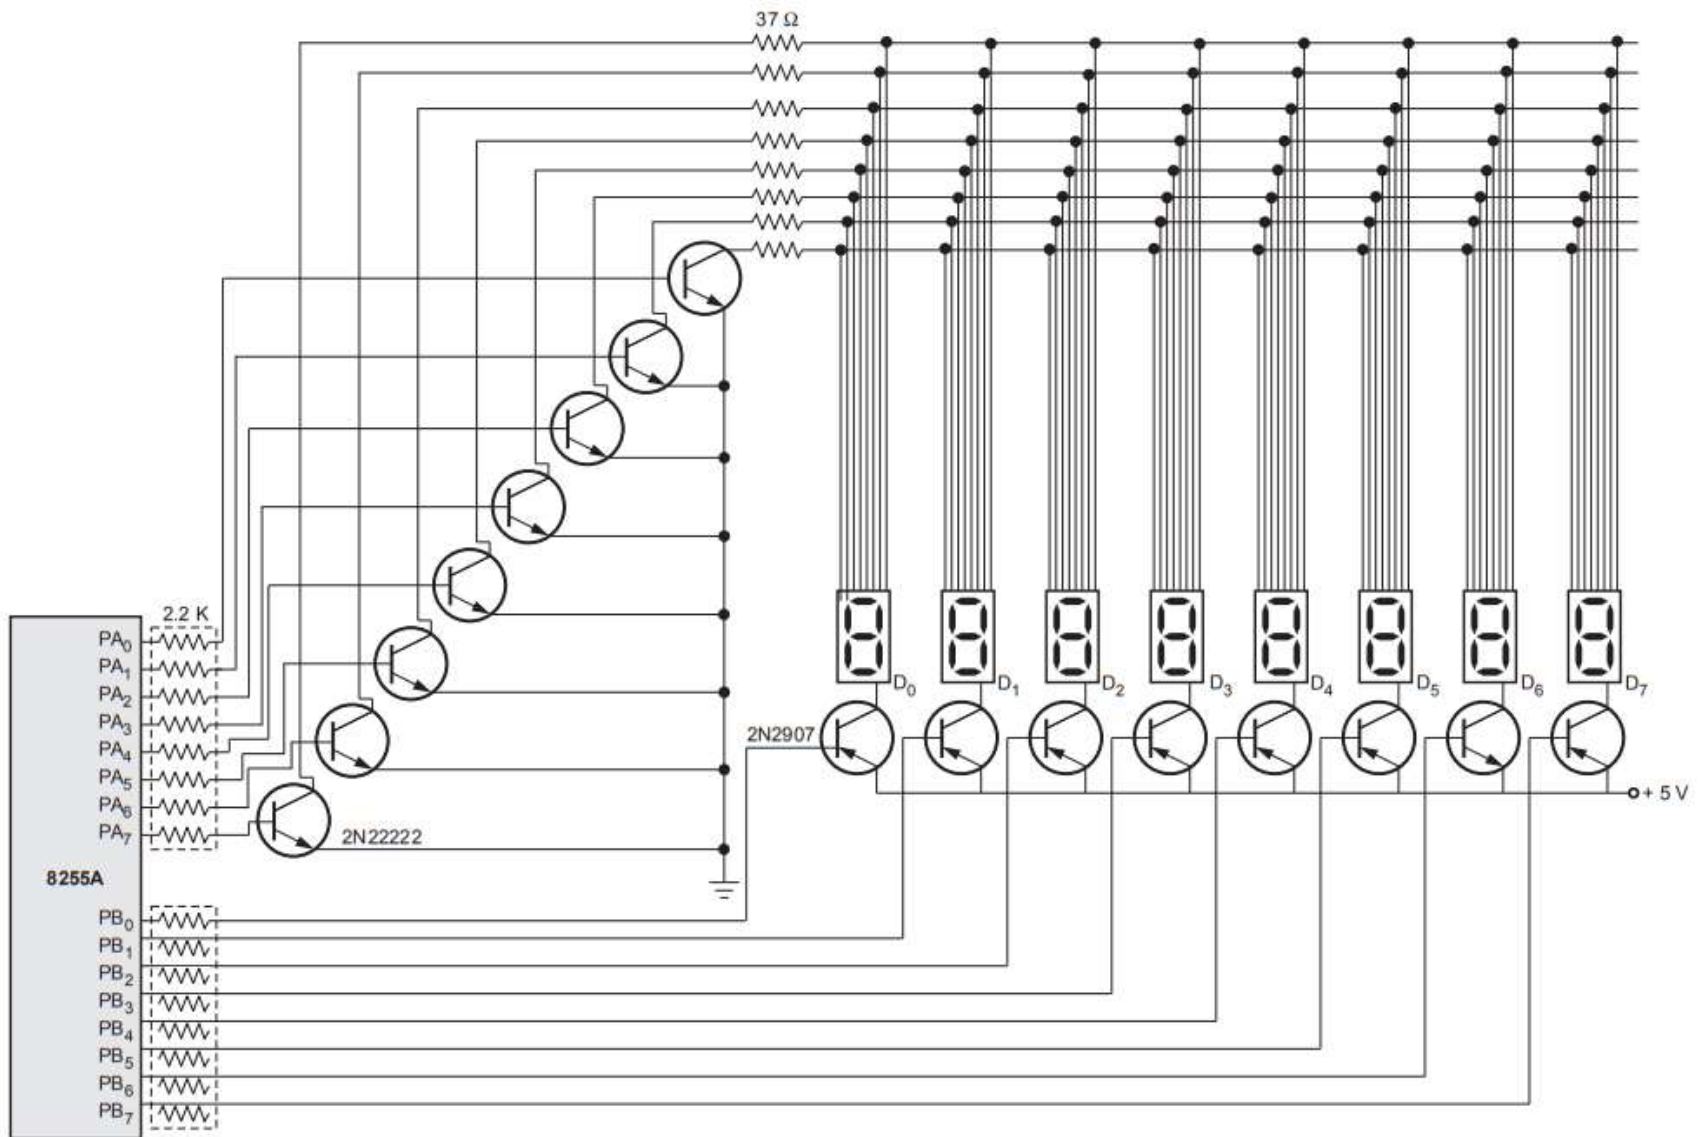 37 Ω
2.2 K
PA0
PA1
PA2
PA3
PA4
PA5
PA6
PA7
8255A
PB0
PB1
PB2
PB3
PB4
PB5
PB6
PB7
2N22222
2N2907
D0 D1 D2 D3 D4 D5 D6 D7
+ 5 V